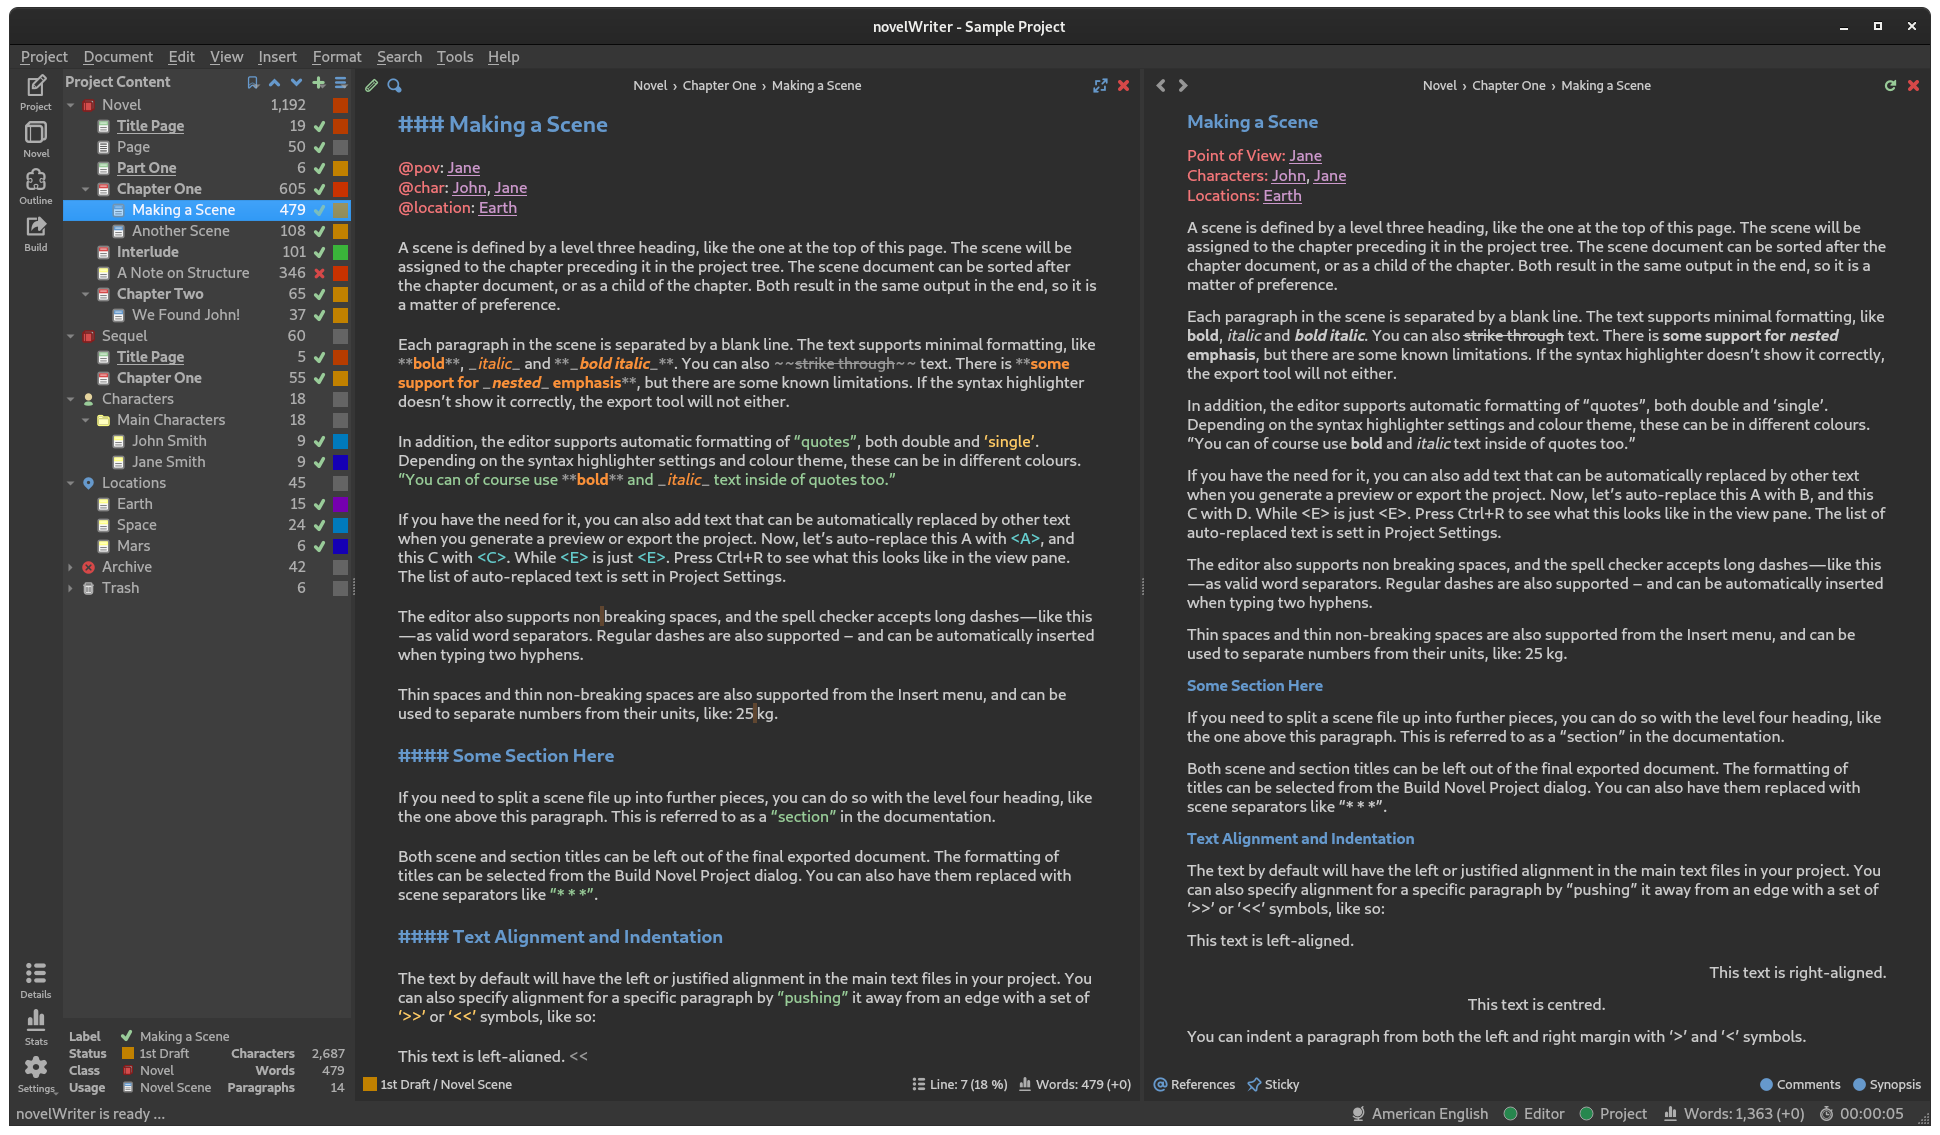 novelWriter - Sample Project
Project Document Edit View Insert Format Search Tools Help
Project
Novel
Outline
Build
Details
Stats
Settings
Project Content
Novel 1,192
Title Page 19
Page 50
Part One 6
Chapter One 605
Making a Scene 479
Another Scene 108
Interlude 101
A Note on Structure 346
Chapter Two 65
We Found John! 37
Sequel 60
Title Page 5
Chapter One 55
Characters 18
Main Characters 18
John Smith 9
Jane Smith 9
Locations 45
Earth 15
Space 24
Mars 6
Archive 42
Trash 6
Label Making a Scene
Status 1st Draft Characters 2,687
Class Novel Words 479
Usage Novel Scene Paragraphs 14
Novel › Chapter One › Making a Scene
### Making a Scene
@pov: Jane
@char: John, Jane
@location: Earth
A scene is defined by a level three heading, like the one at the top of this page. The scene will be
assigned to the chapter preceding it in the project tree. The scene document can be sorted after
the chapter document, or as a child of the chapter. Both result in the same output in the end, so it is
a matter of preference.
Each paragraph in the scene is separated by a blank line. The text supports minimal formatting, like
**bold**, _italic_ and **_bold italic_**. You can also ~~strike through~~ text. There is **some
support for _nested_ emphasis**, but there are some known limitations. If the syntax highlighter
doesn’t show it correctly, the export tool will not either.
In addition, the editor supports automatic formatting of “quotes”, both double and ‘single’.
Depending on the syntax highlighter settings and colour theme, these can be in different colours.
“You can of course use **bold** and _italic_ text inside of quotes too.”
If you have the need for it, you can also add text that can be automatically replaced by other text
when you generate a preview or export the project. Now, let’s auto-replace this A with <A>, and
this C with <C>. While <E> is just <E>. Press Ctrl+R to see what this looks like in the view pane.
The list of auto-replaced text is sett in Project Settings.
The editor also supports non breaking spaces, and the spell checker accepts long dashes—like this
—as valid word separators. Regular dashes are also supported – and can be automatically inserted
when typing two hyphens.
Thin spaces and thin non-breaking spaces are also supported from the Insert menu, and can be
used to separate numbers from their units, like: 25 kg.
#### Some Section Here
If you need to split a scene file up into further pieces, you can do so with the level four heading, like
the one above this paragraph. This is referred to as a “section” in the documentation.
Both scene and section titles can be left out of the final exported document. The formatting of
titles can be selected from the Build Novel Project dialog. You can also have them replaced with
scene separators like “* * *”.
#### Text Alignment and Indentation
The text by default will have the left or justified alignment in the main text files in your project. You
can also specify alignment for a specific paragraph by “pushing” it away from an edge with a set of
‘>>’ or ‘<<’ symbols, like so:
This text is left-aligned. <<
1st Draft / Novel Scene Line: 7 (18 %) Words: 479 (+0)
Novel › Chapter One › Making a Scene
Making a Scene
Point of View: Jane
Characters: John, Jane
Locations: Earth
A scene is defined by a level three heading, like the one at the top of this page. The scene will be
assigned to the chapter preceding it in the project tree. The scene document can be sorted after the
chapter document, or as a child of the chapter. Both result in the same output in the end, so it is a
matter of preference.
Each paragraph in the scene is separated by a blank line. The text supports minimal formatting, like
bold, italic and bold italic. You can also strike through text. There is some support for nested
emphasis, but there are some known limitations. If the syntax highlighter doesn’t show it correctly,
the export tool will not either.
In addition, the editor supports automatic formatting of “quotes”, both double and ‘single’.
Depending on the syntax highlighter settings and colour theme, these can be in different colours.
“You can of course use bold and italic text inside of quotes too.”
If you have the need for it, you can also add text that can be automatically replaced by other text
when you generate a preview or export the project. Now, let’s auto-replace this A with B, and this
C with D. While <E> is just <E>. Press Ctrl+R to see what this looks like in the view pane. The list of
auto-replaced text is sett in Project Settings.
The editor also supports non breaking spaces, and the spell checker accepts long dashes—like this
—as valid word separators. Regular dashes are also supported – and can be automatically inserted
when typing two hyphens.
Thin spaces and thin non-breaking spaces are also supported from the Insert menu, and can be
used to separate numbers from their units, like: 25 kg.
Some Section Here
If you need to split a scene file up into further pieces, you can do so with the level four heading, like
the one above this paragraph. This is referred to as a “section” in the documentation.
Both scene and section titles can be left out of the final exported document. The formatting of
titles can be selected from the Build Novel Project dialog. You can also have them replaced with
scene separators like “* * *”.
Text Alignment and Indentation
The text by default will have the left or justified alignment in the main text files in your project. You
can also specify alignment for a specific paragraph by “pushing” it away from an edge with a set of
‘>>’ or ‘<<’ symbols, like so:
This text is left-aligned.
This text is right-aligned.
This text is centred.
You can indent a paragraph from both the left and right margin with ‘>’ and ‘<’ symbols.
References Sticky Comments Synopsis
novelWriter is ready ... American English Editor Project Words: 1,363 (+0) 00:00:05